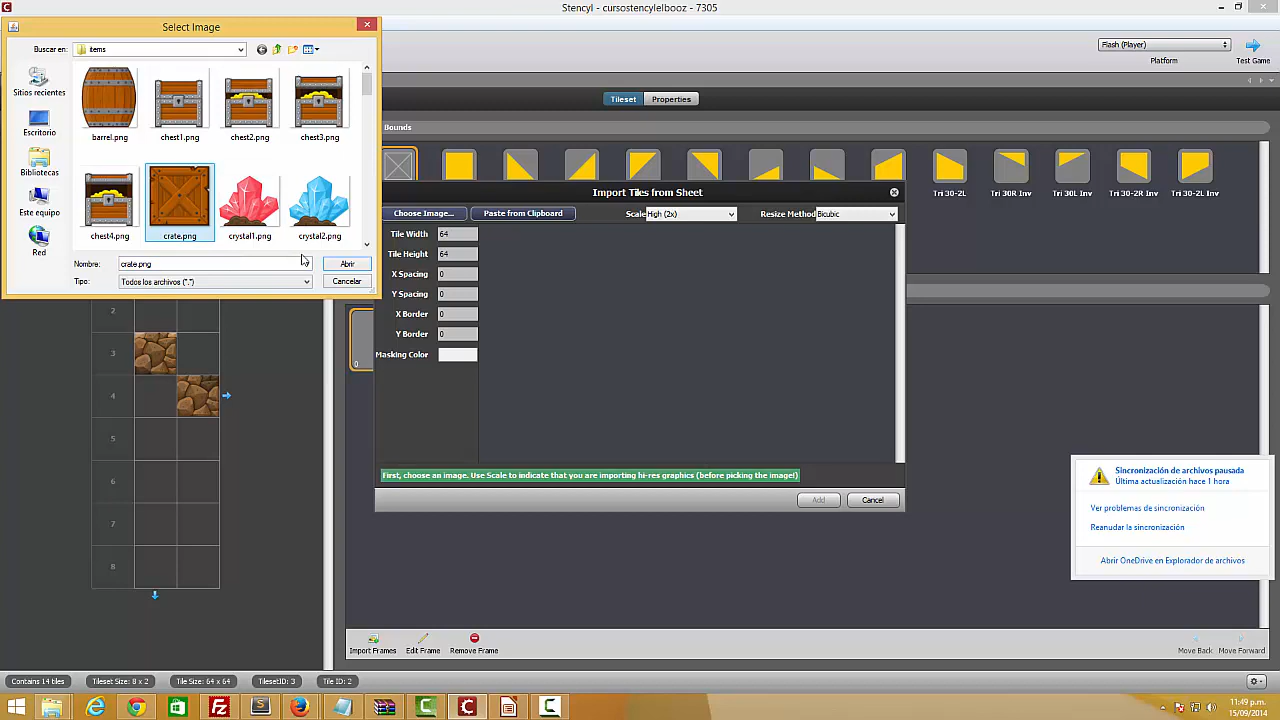 Stencyl - cursostencylelbooz - 7305
Select Image
Buscar en: items
Flash (Player)
Platform
Test Game
Sitios recientes
Escritorio
Bibliotecas
Este equipo
Red
barrel.png
chest1.png
chest2.png
chest3.png
chest4.png
crate.png
crystal1.png
crystal2.png
Nombre: crate.png
Abrir
Tipo: Todos los archivos (*.*)
Cancelar
Tileset
Properties
Bounds
Tri 30-2L
Tri 30R Inv
Tri 30L Inv
Tri 30-2R Inv
Tri 30-2L Inv
Import Tiles from Sheet
Choose Image...
Paste from Clipboard
Scale High (2x)
Resize Method Bicubic
Tile Width 64
Tile Height 64
X Spacing 0
Y Spacing 0
X Border 0
Y Border 0
Masking Color
First, choose an image. Use Scale to indicate that you are importing hi-res graphics (before picking the image!)
Add
Cancel
0
2
3
4
5
6
7
8
Sincronización de archivos pausada
Última actualización hace 1 hora
Ver problemas de sincronización
Reanudar la sincronización
Abrir OneDrive en Explorador de archivos
Import Frames
Edit Frame
Remove Frame
Move Back
Move Forward
Contains 14 tiles
Tileset Size: 8 x 2
Tile Size: 64 x 64
TilesetID: 3
Tile ID: 2
11:49 p.m.
15/09/2014